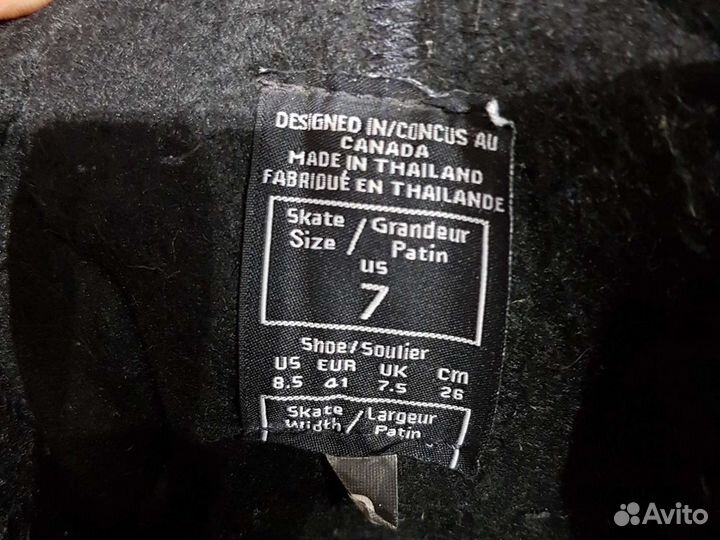 DESIGNED IN/CONCUS AU
CANADA
MADE IN THAILAND
FABRIQUÉ EN THAILANDE
Skate / Grandeur
Size / Patin
US
7
Shoe/Soulier
US EUR UK Cm
8.5 41 7.5 26
Skate / Largeur
Width / Patin
Avito